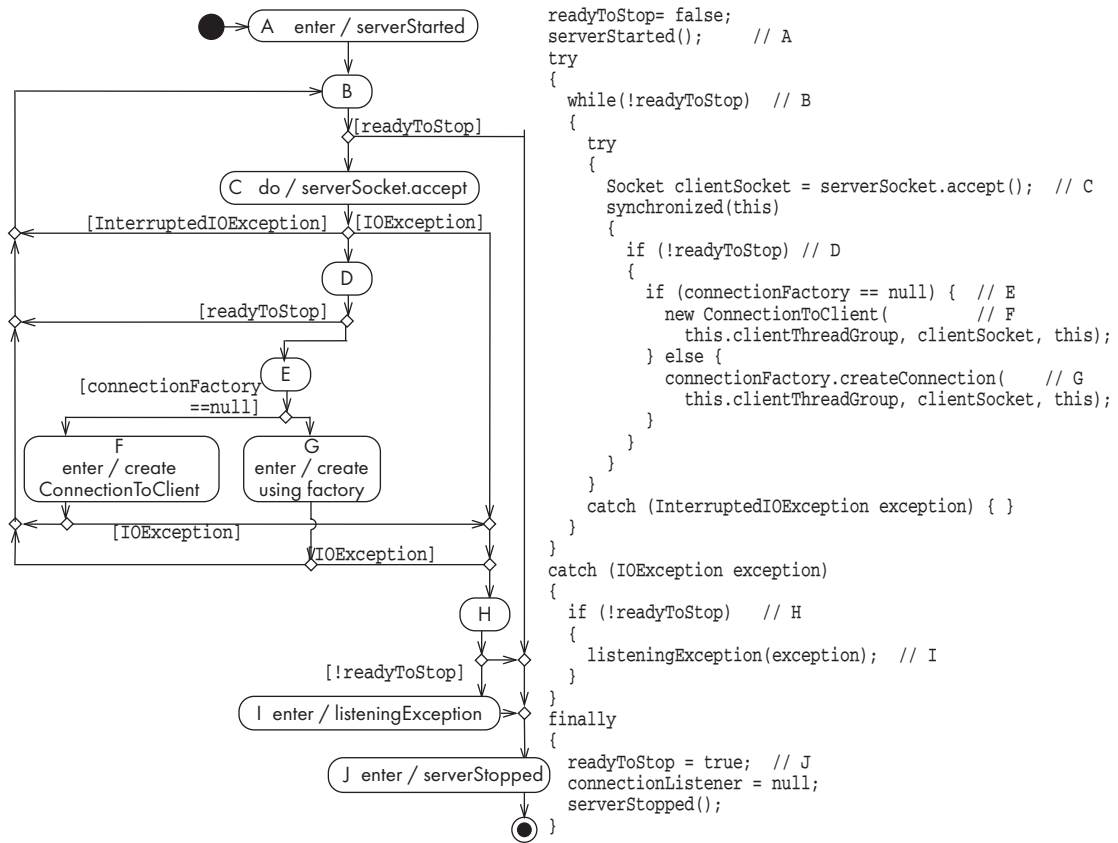 A enter / serverStarted
B
[readyToStop]
C do / serverSocket.accept
[InterruptedIOException]
[IOException]
D
[readyToStop]
E
[connectionFactory
==null]
F
enter / create
ConnectionToClient
G
enter / create
using factory
[IOException]
[IOException]
H
[!readyToStop]
I enter / listeningException
J enter / serverStopped
readyToStop= false;
serverStarted(); // A
try
{
while(!readyToStop) // B
{
try
{
Socket clientSocket = serverSocket.accept(); // C
synchronized(this)
{
if (!readyToStop) // D
{
if (connectionFactory == null) { // E
new ConnectionToClient( // F
this.clientThreadGroup, clientSocket, this);
} else {
connectionFactory.createConnection( // G
this.clientThreadGroup, clientSocket, this);
}
}
}
}
catch (InterruptedIOException exception) { }
}
}
catch (IOException exception)
{
if (!readyToStop) // H
{
listeningException(exception); // I
}
}
finally
{
readyToStop = true; // J
connectionListener = null;
serverStopped();
}